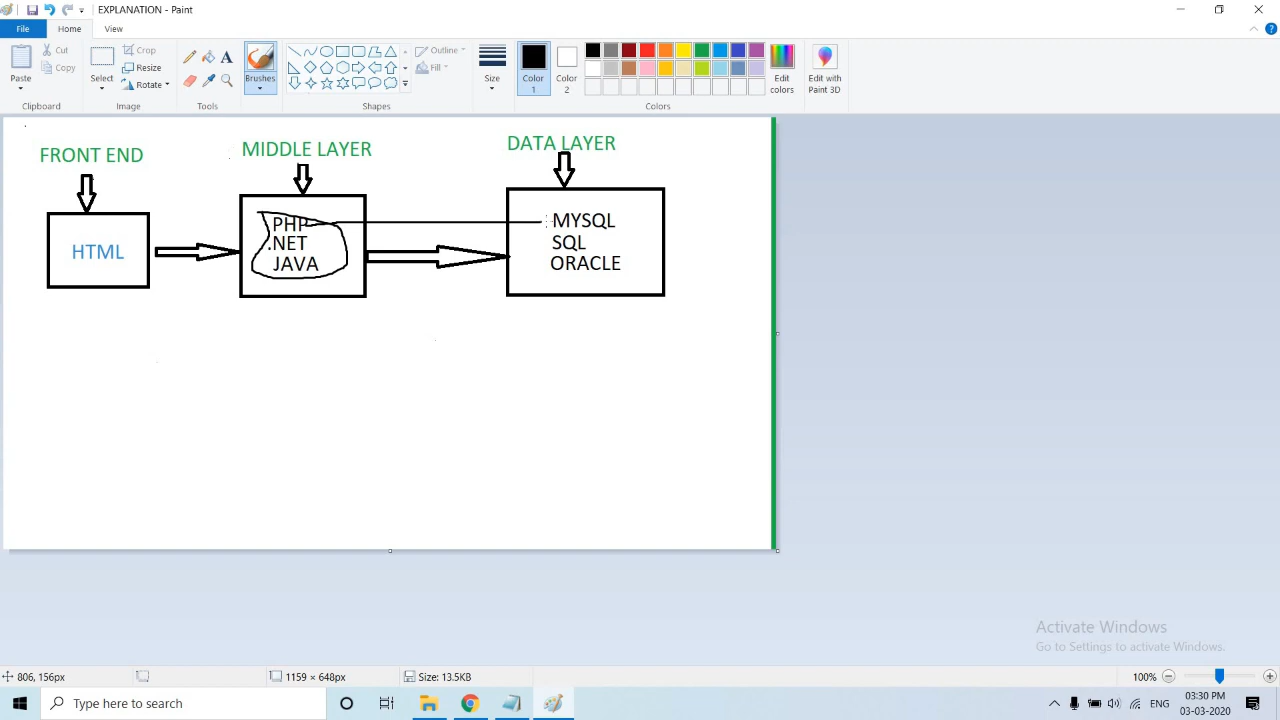 EXPLANATION - Paint
File Home View
Paste
Cut
Copy
Clipboard
Select
Crop
Resize
Rotate
Image
Tools
Brushes
Shapes
Outline
Fill
Size
Color 1
Color 2
Edit colors
Edit with Paint 3D
Colors
FRONT END
MIDDLE LAYER
DATA LAYER
HTML
PHP
.NET
JAVA
MYSQL
SQL
ORACLE
Activate Windows
Go to Settings to activate Windows.
806, 156px
1159 × 648px
Size: 13.5KB
100%
Type here to search
ENG
03:30 PM
03-03-2020